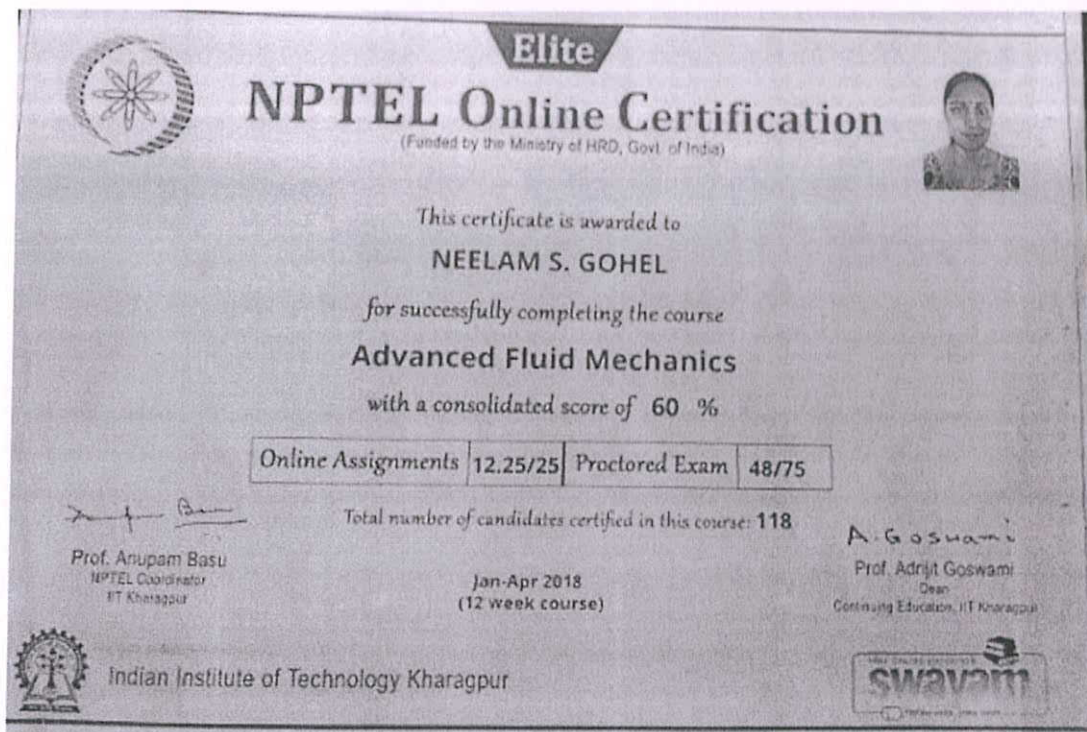 Elite
NPTEL Online Certification
(Funded by the Ministry of HRD, Govt. of India)
This certificate is awarded to
NEELAM S. GOHEL
for successfully completing the course
Advanced Fluid Mechanics
with a consolidated score of 60 %
Online Assignments 12.25/25 Proctored Exam 48/75
Total number of candidates certified in this course: 118
A. Goswami
Prof. Anupam Basu
NPTEL Coordinator
IIT Kharagpur
Jan-Apr 2018
(12 week course)
Prof. Adrijit Goswami
Dean
Continuing Education, IIT Kharagpur
Indian Institute of Technology Kharagpur
swayam